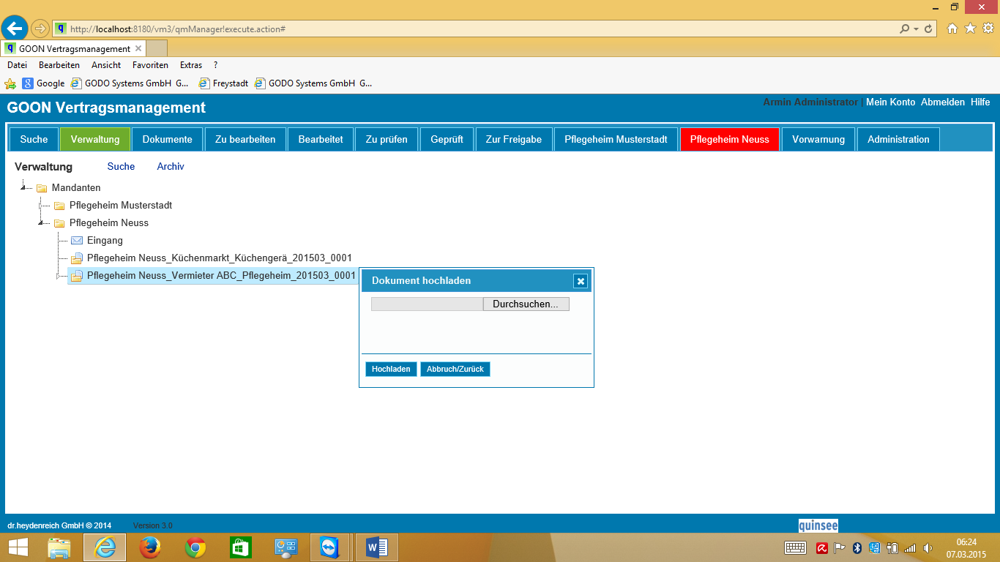 http://localhost:8180/vm3/qmManager!execute.action#
GOON Vertragsmanagement
Datei Bearbeiten Ansicht Favoriten Extras ?
Google GODO Systems GmbH G... Freystadt GODO Systems GmbH G...
GOON Vertragsmanagement
Armin Administrator | Mein Konto Abmelden Hilfe
Suche Verwaltung Dokumente Zu bearbeiten Bearbeitet Zu prüfen Geprüft Zur Freigabe Pflegeheim Musterstadt Pflegeheim Neuss Vorwarnung Administration
Verwaltung Suche Archiv
Mandanten
Pflegeheim Musterstadt
Pflegeheim Neuss
Eingang
Pflegeheim Neuss_Küchenmarkt_Küchengerä_201503_0001
Pflegeheim Neuss_Vermieter ABC_Pflegeheim_201503_0001
Dokument hochladen
Durchsuchen...
Hochladen Abbruch/Zurück
dr.heydenreich GmbH © 2014 Version 3.0
quinsee
06:24
07.03.2015